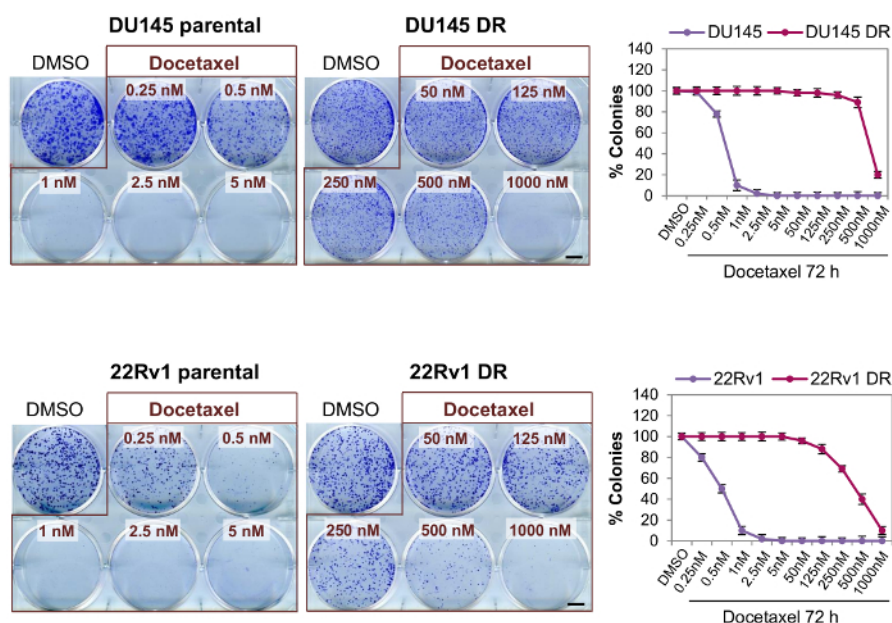 DU145 parental
DMSO
Docetaxel
0.25 nM
0.5 nM
1 nM
2.5 nM
5 nM
DU145 DR
Docetaxel
50 nM
125 nM
250 nM
500 nM
1000 nM
DU145
DU145 DR
% Colonies
140
120
100
80
60
40
20
0
DMSO
0.25nM
0.5nM
1nM
2.5nM
5nM
50nM
125nM
250nM
500nM
1000nM
Docetaxel 72 h
22Rv1 parental
DMSO
Docetaxel
0.25 nM
0.5 nM
1 nM
2.5 nM
5 nM
22Rv1 DR
DMSO
Docetaxel
50 nM
125 nM
250 nM
500 nM
1000 nM
22Rv1
22Rv1 DR
% Colonies
140
120
100
80
60
40
20
0
DMSO
0.25nM
0.5nM
1nM
2.5nM
5nM
50nM
125nM
250nM
500nM
1000nM
Docetaxel 72 h